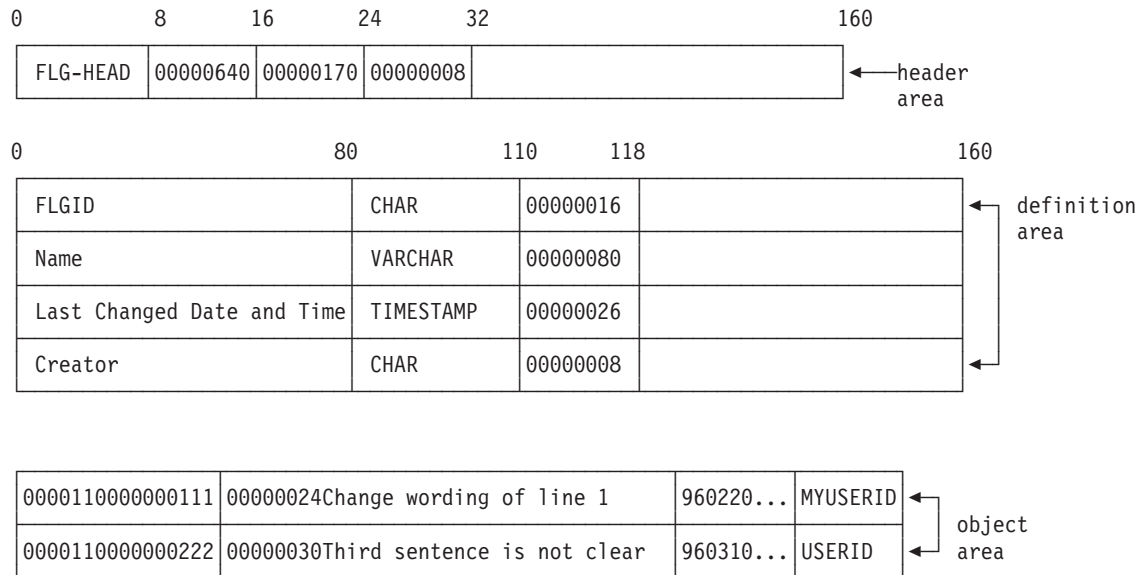 0 8 16 24 32 160
FLG-HEAD 00000640 00000170 00000008
header
area
0 80 110 118 160
FLGID CHAR 00000016
definition
area
Name VARCHAR 00000080
Last Changed Date and Time TIMESTAMP 00000026
Creator CHAR 00000008
0000110000000111 00000024Change wording of line 1 960220... MYUSERID
object
area
0000110000000222 00000030Third sentence is not clear 960310... USERID